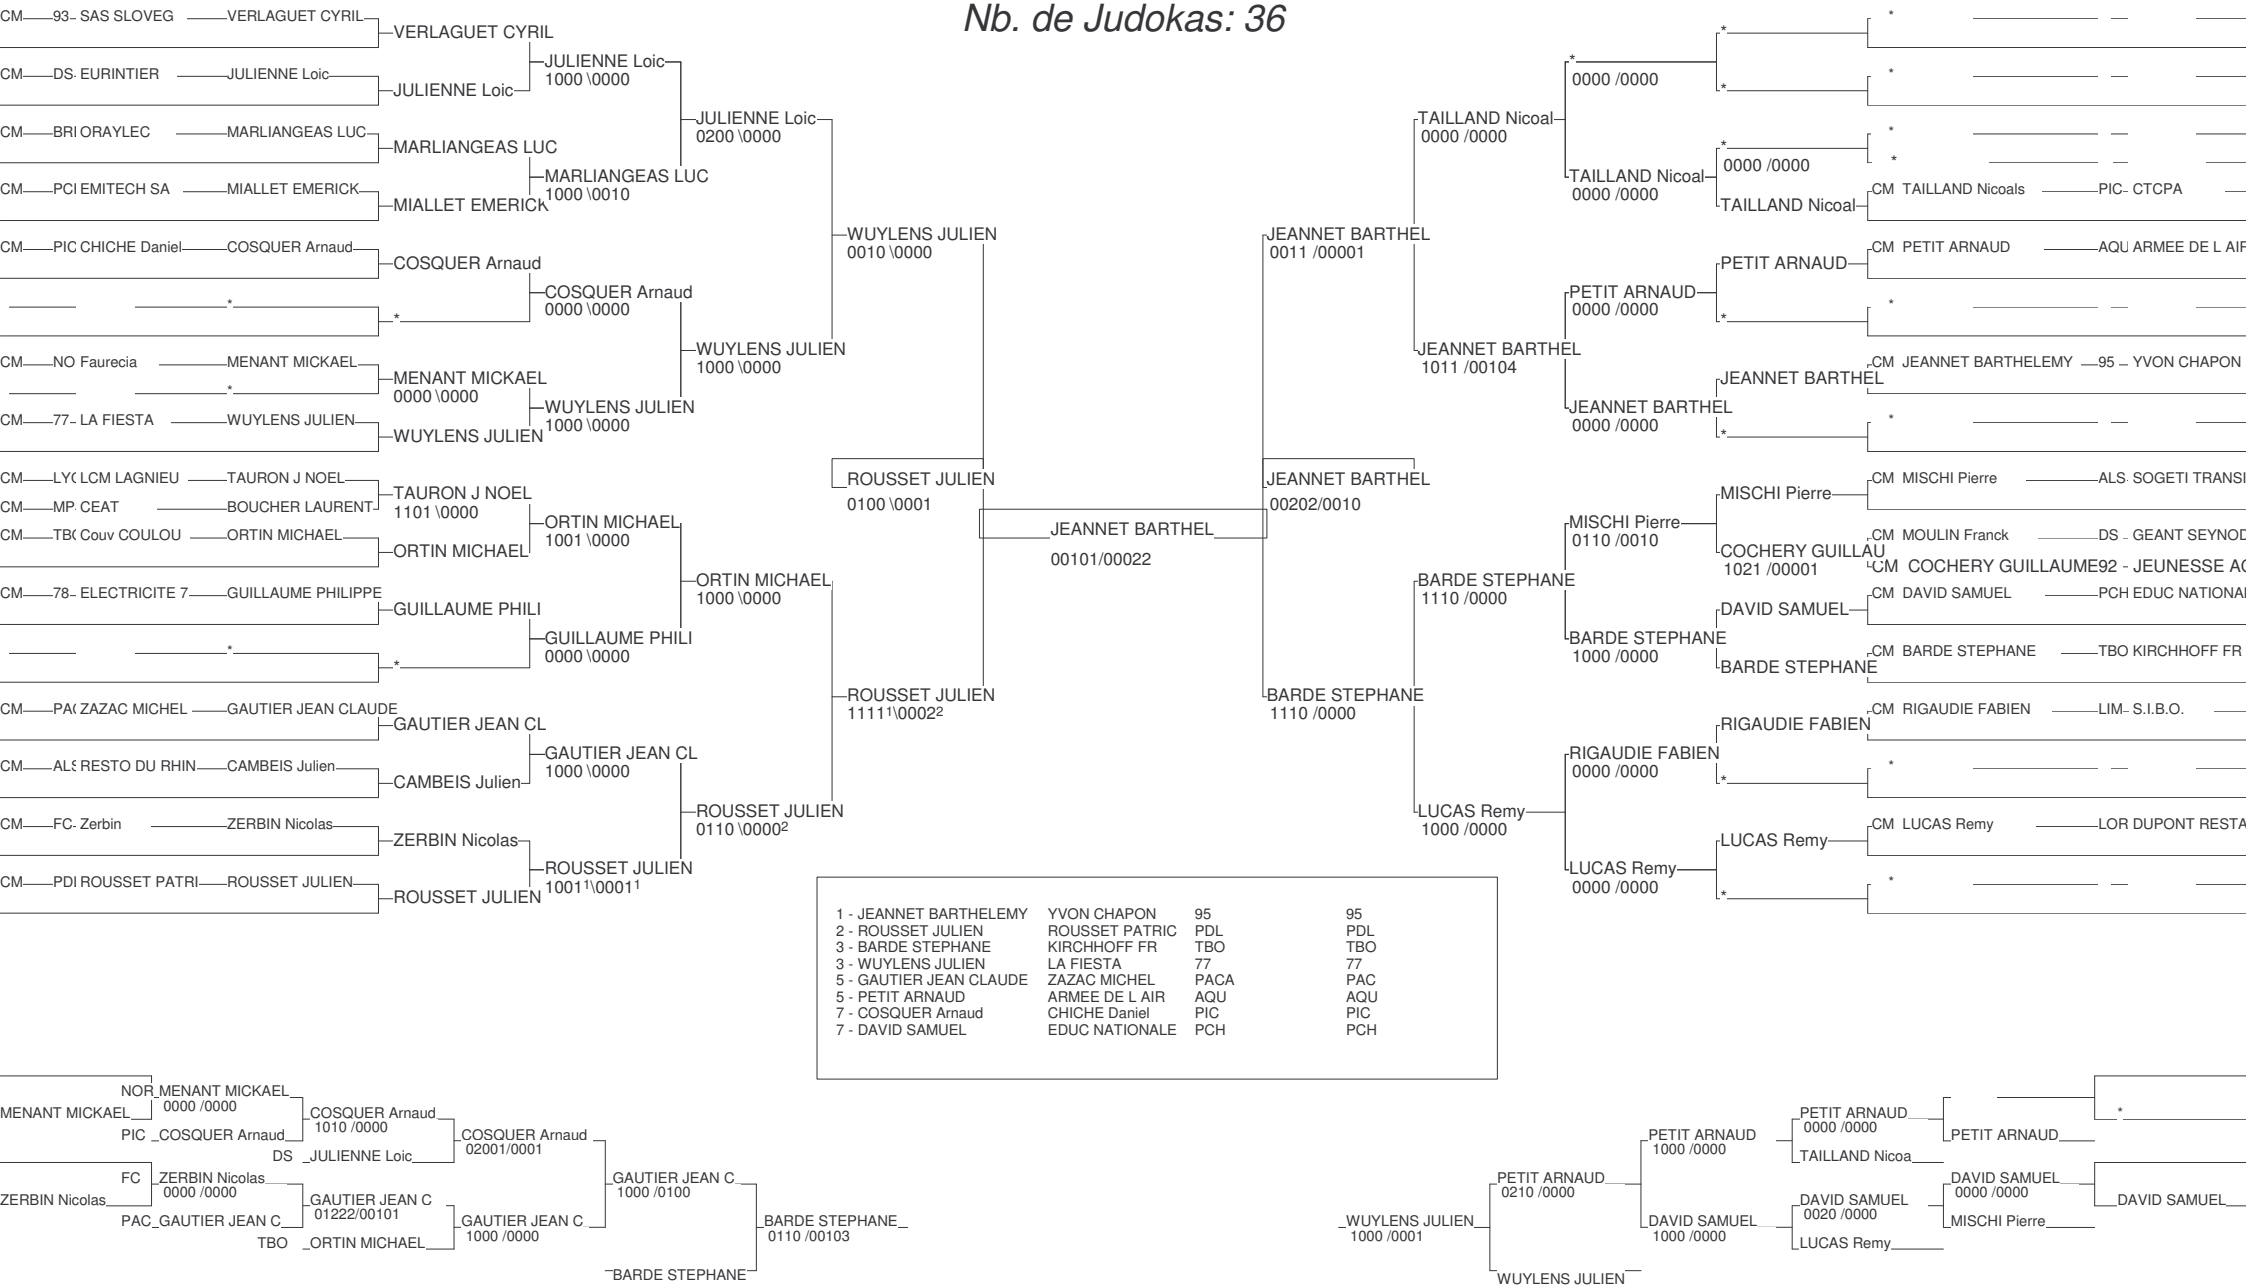 Nb. de Judokas: 36
CM 93- SAS SLOVEG VERLAGUET CYRIL
VERLAGUET CYRIL
CM DS- EURINTIER JULIENNE Loic
JULIENNE Loic
JULIENNE Loic
1000 \0000
CM BRI ORAYLEC MARLIANGEAS LUC
MARLIANGEAS LUC
CM PCI EMITECH SA MIALLET EMERICK
MIALLET EMERICK
MARLIANGEAS LUC
1000 \0010
JULIENNE Loic
0200 \0000
CM PIC CHICHE Daniel COSQUER Arnaud
COSQUER Arnaud
*
*
COSQUER Arnaud
0000 \0000
CM NO Faurecia MENANT MICKAEL
*
MENANT MICKAEL
0000 \0000
CM 77- LA FIESTA WUYLENS JULIEN
WUYLENS JULIEN
WUYLENS JULIEN
1000 \0000
WUYLENS JULIEN
1000 \0000
WUYLENS JULIEN
0010 \0000
CM LYC LCM LAGNIEU TAURON J NOEL
CM MP- CEAT BOUCHER LAURENT
TAURON J NOEL
1101 \0000
CM TBO Couv COULOU ORTIN MICHAEL
ORTIN MICHAEL
ORTIN MICHAEL
1001 \0000
CM 78- ELECTRICITE 7 GUILLAUME PHILIPPE
GUILLAUME PHILI
*
*
GUILLAUME PHILI
0000 \0000
ORTIN MICHAEL
1000 \0000
CM PAC ZAZAC MICHEL GAUTIER JEAN CLAUDE
GAUTIER JEAN CL
CM ALS RESTO DU RHIN CAMBEIS Julien
CAMBEIS Julien
GAUTIER JEAN CL
1000 \0000
CM FC- Zerbin ZERBIN Nicolas
ZERBIN Nicolas
CM PDL ROUSSET PATRI ROUSSET JULIEN
ROUSSET JULIEN
ROUSSET JULIEN
1001¹\0001¹
ROUSSET JULIEN
0110 \0000²
ROUSSET JULIEN
1111¹\0002²
ROUSSET JULIEN
0100 \0001
JEANNET BARTHEL
00101/00022
JEANNET BARTHEL
00202/0010
JEANNET BARTHEL
0011 /00001
BARDE STEPHANE
1110 /0000
TAILLAND Nicoal
0000 /0000
JEANNET BARTHEL
1011 /00104
BARDE STEPHANE
1110 /0000
LUCAS Remy
1000 /0000
*
0000 /0000
TAILLAND Nicoal
0000 /0000
PETIT ARNAUD
0000 /0000
JEANNET BARTHEL
0000 /0000
MISCHI Pierre
0110 /0010
BARDE STEPHANE
1000 /0000
RIGAUDIE FABIEN
0000 /0000
LUCAS Remy
0000 /0000
*
*
*
0000 /0000
TAILLAND Nicoal
PETIT ARNAUD
*
JEANNET BARTHEL
*
MISCHI Pierre
COCHERY GUILLAU
1021 /00001
DAVID SAMUEL
BARDE STEPHANE
RIGAUDIE FABIEN
*
LUCAS Remy
*
*
*
*
*
CM TAILLAND Nicoals PIC- CTCPA
CM PETIT ARNAUD AQU ARMEE DE L AIR
*
CM JEANNET BARTHELEMY 95 - YVON CHAPON
*
CM MISCHI Pierre ALS- SOGETI TRANSI
CM MOULIN Franck DS - GEANT SEYNOD
CM COCHERY GUILLAUME92 - JEUNESSE AC
CM DAVID SAMUEL PCH EDUC NATIONAL
CM BARDE STEPHANE TBO KIRCHHOFF FR
CM RIGAUDIE FABIEN LIM- S.I.B.O.
*
CM LUCAS Remy LOR DUPONT RESTA
*
1 - JEANNET BARTHELEMY YVON CHAPON 95 95
2 - ROUSSET JULIEN ROUSSET PATRIC PDL PDL
3 - BARDE STEPHANE KIRCHHOFF FR TBO TBO
3 - WUYLENS JULIEN LA FIESTA 77 77
5 - GAUTIER JEAN CLAUDE ZAZAC MICHEL PACA PAC
5 - PETIT ARNAUD ARMEE DE L AIR AQU AQU
7 - COSQUER Arnaud CHICHE Daniel PIC PIC
7 - DAVID SAMUEL EDUC NATIONALE PCH PCH
MENANT MICKAEL
NOR MENANT MICKAEL
0000 /0000
PIC COSQUER Arnaud
COSQUER Arnaud
1010 /0000
DS JULIENNE Loic
COSQUER Arnaud
02001/0001
ZERBIN Nicolas
FC ZERBIN Nicolas
0000 /0000
PAC GAUTIER JEAN C
GAUTIER JEAN C
01222/00101
TBO ORTIN MICHAEL
GAUTIER JEAN C
1000 /0000
GAUTIER JEAN C
1000 /0100
BARDE STEPHANE
BARDE STEPHANE
0110 /00103
WUYLENS JULIEN
1000 /0001
PETIT ARNAUD
0210 /0000
WUYLENS JULIEN
PETIT ARNAUD
1000 /0000
DAVID SAMUEL
1000 /0000
PETIT ARNAUD
0000 /0000
TAILLAND Nicoa
DAVID SAMUEL
0020 /0000
LUCAS Remy
PETIT ARNAUD
DAVID SAMUEL
0000 /0000
MISCHI Pierre
*
DAVID SAMUEL